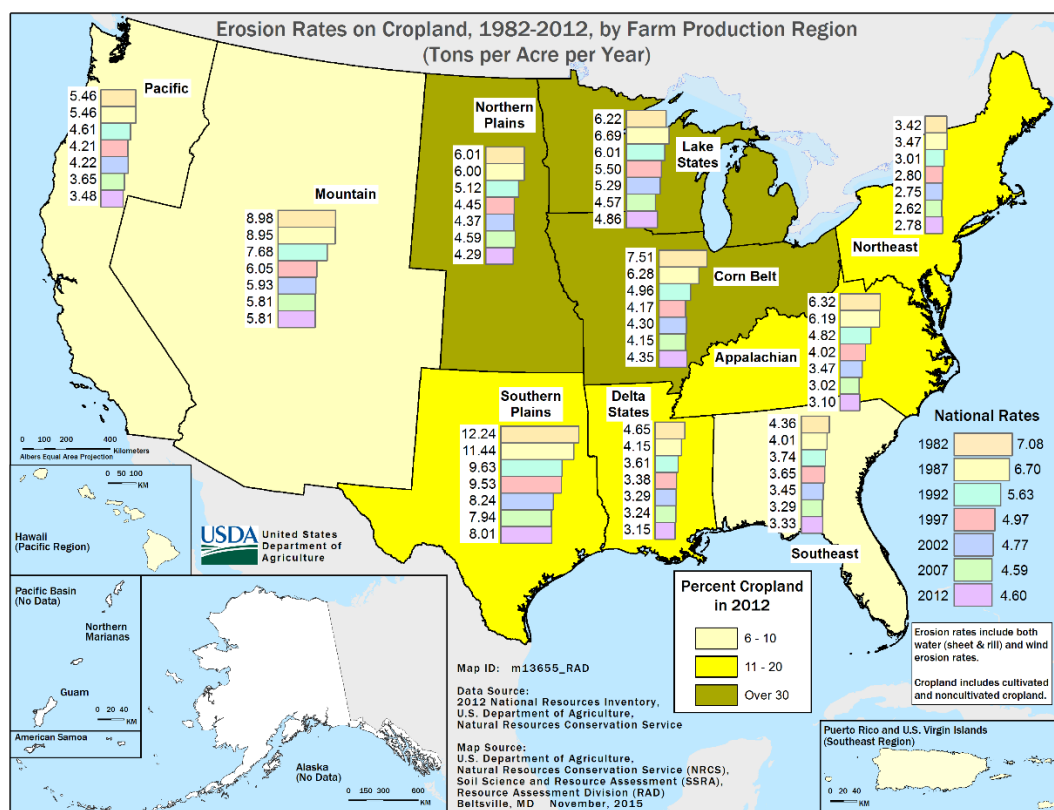 Erosion Rates on Cropland, 1982-2012, by Farm Production Region
(Tons per Acre per Year)
Pacific
5.46
5.46
4.61
4.21
4.22
3.65
3.48
Mountain
8.98
8.95
7.68
6.05
5.93
5.81
5.81
Northern
Plains
6.01
6.00
5.12
4.45
4.37
4.59
4.29
Lake
States
6.22
6.69
6.01
5.50
5.29
4.57
4.86
Corn Belt
7.51
6.28
4.96
4.17
4.30
4.15
4.35
3.42
3.47
3.01
2.80
2.75
2.62
2.78
Northeast
Appalachian
6.32
6.19
4.82
4.02
3.47
3.02
3.10
Southern
Plains
12.24
11.44
9.63
9.53
8.24
7.94
8.01
Delta
States
4.65
4.15
3.61
3.38
3.29
3.24
3.15
4.36
4.01
3.74
3.65
3.45
3.29
3.33
Southeast
National Rates
1982 7.08
1987 6.70
1992 5.63
1997 4.97
2002 4.77
2007 4.59
2012 4.60
Erosion rates include both
water (sheet & rill) and wind
erosion rates.
Cropland includes cultivated
and noncultivated cropland.
Percent Cropland
in 2012
6 - 10
11 - 20
Over 30
0 100 200 400
Kilometers
Albers Equal Area Projection
0 50 100
KM
Hawaii
(Pacific Region)
USDA
United States
Department of
Agriculture
Pacific Basin
(No Data)
Northern
Marianas
Guam
0 20 40
KM
American Samoa
Alaska
(No Data)
0 150 300 600
KM
Map ID: m13655_RAD
Data Source:
2012 National Resources Inventory,
U.S. Department of Agriculture,
Natural Resources Conservation Service
Map Source:
U.S. Department of Agriculture,
Natural Resources Conservation Service (NRCS),
Soil Science and Resource Assessment (SSRA),
Resource Assessment Division (RAD)
Beltsville, MD November, 2015
Puerto Rico and U.S. Virgin Islands
(Southeast Region)
0 20 40
KM